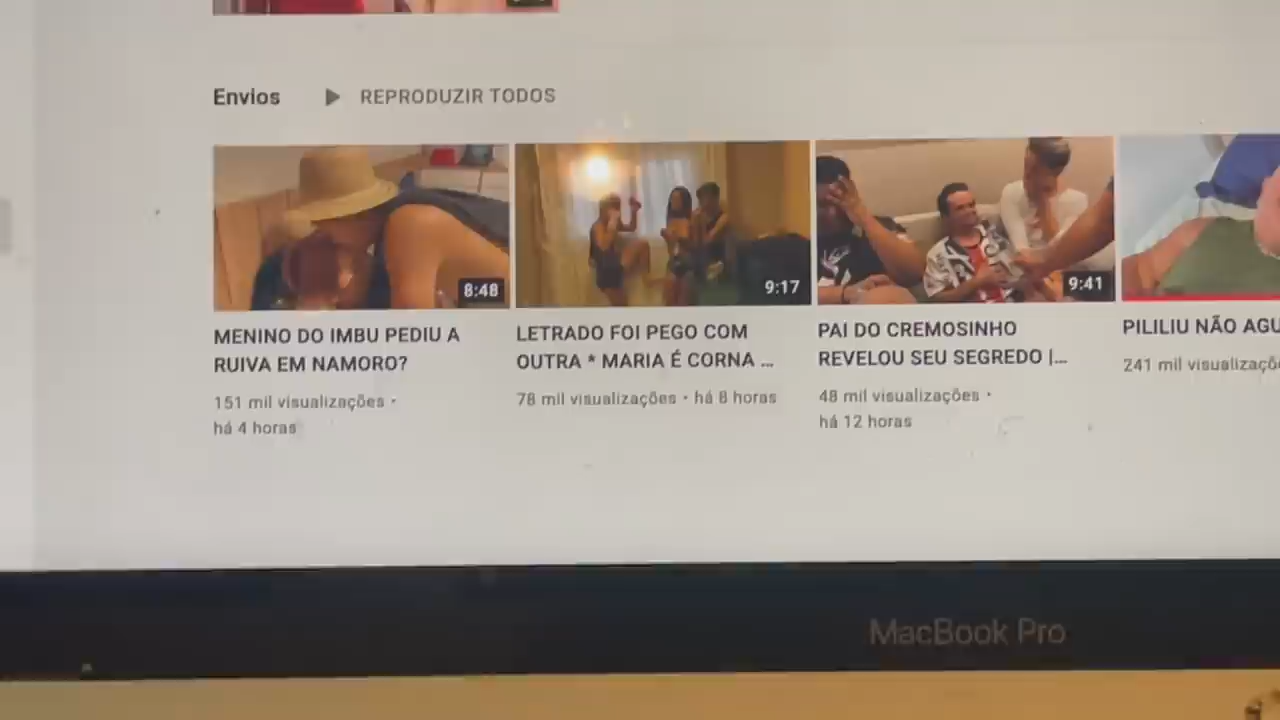 Envios
REPRODUZIR TODOS
8:48
9:17
9:41
MENINO DO IMBU PEDIU A
RUIVA EM NAMORO?
151 mil visualizações •
há 4 horas
LETRADO FOI PEGO COM
OUTRA * MARIA É CORNA ...
78 mil visualizações • há 8 horas
PAI DO CREMOSINHO
REVELOU SEU SEGREDO |...
48 mil visualizações •
há 12 horas
PILILIU NÃO AGU
241 mil visualizaçõ
MacBook Pro